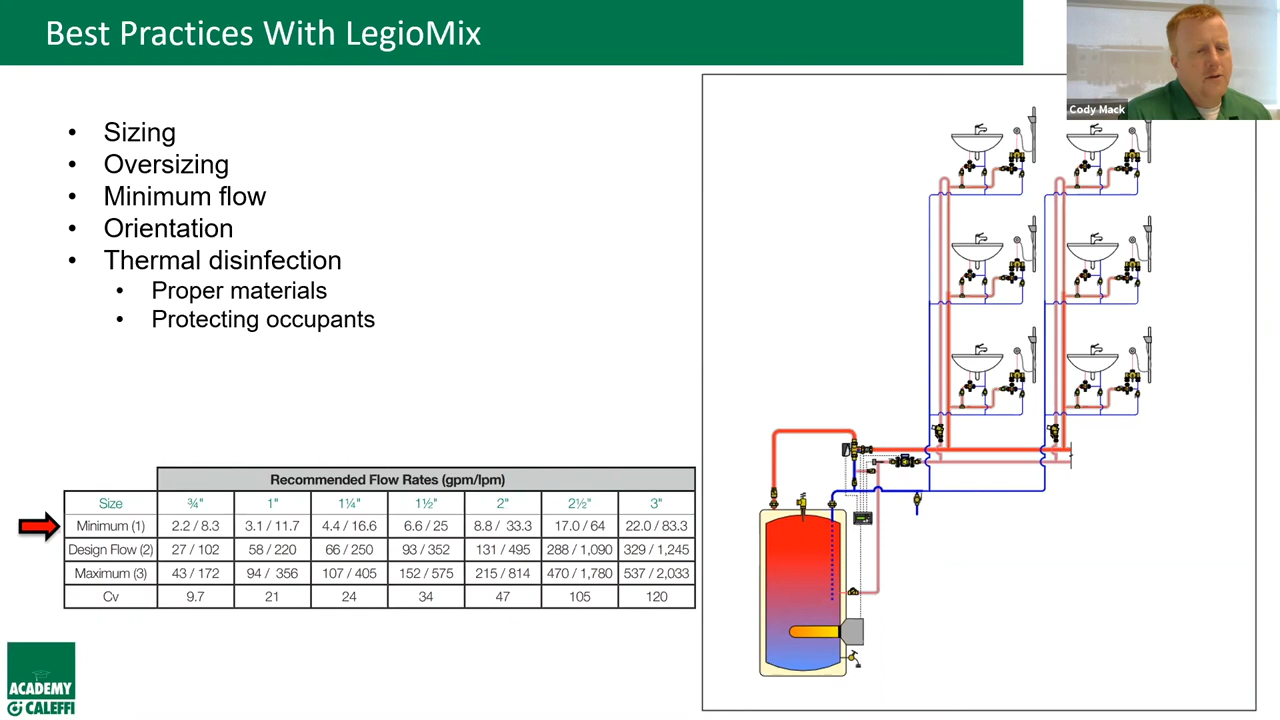 Best Practices With LegioMix
Cody Mack
• Sizing
• Oversizing
• Minimum flow
• Orientation
• Thermal disinfection
• Proper materials
• Protecting occupants
Recommended Flow Rates (gpm/lpm)
Size ¾" 1" 1¼" 1½" 2" 2½" 3"
Minimum (1) 2.2 / 8.3 3.1 / 11.7 4.4 / 16.6 6.6 / 25 8.8 / 33.3 17.0 / 64 22.0 / 83.3
Design Flow (2) 27 / 102 58 / 220 66 / 250 93 / 352 131 / 495 288 / 1,090 329 / 1,245
Maximum (3) 43 / 172 94 / 356 107 / 405 152 / 575 215 / 814 470 / 1,780 537 / 2,033
Cv 9.7 21 24 34 47 105 120
ACADEMY
CALEFFI